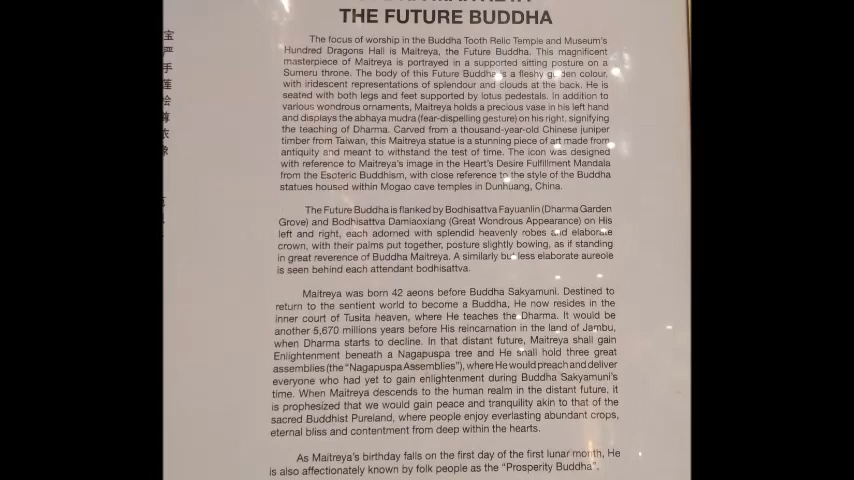 THE FUTURE BUDDHA
The focus of worship in the Buddha Tooth Relic Temple and Museum's
Hundred Dragons Hall is Maitreya, the Future Buddha. This magnificent
masterpiece of Maitreya is portrayed in a supported sitting posture on a
Sumeru throne. The body of this Future Buddha is a fleshy golden colour,
with iridescent representations of splendour and clouds at the back. He is
seated with both legs and feet supported by lotus pedestals. In addition to
various wondrous ornaments, Maitreya holds a precious vase in his left hand
and displays the abhaya mudra (fear-dispelling gesture) on his right, signifying
the teaching of Dharma. Carved from a thousand-year-old Chinese juniper
timber from Taiwan, this Maitreya statue is a stunning piece of art made from
antiquity and meant to withstand the test of time. The icon was designed
with reference to Maitreya's image in the Heart's Desire Fulfillment Mandala
from the Esoteric Buddhism, with close reference to the style of the Buddha
statues housed within Mogao cave temples in Dunhuang, China.
The Future Buddha is flanked by Bodhisattva Fayuanlin (Dharma Garden
Grove) and Bodhisattva Damiaoxiang (Great Wondrous Appearance) on His
left and right, each adorned with splendid heavenly robes and elaborate
crown, with their palms put together, posture slightly bowing, as if standing
in great reverence of Buddha Maitreya. A similarly but less elaborate aureole
is seen behind each attendant bodhisattva.
Maitreya was born 42 aeons before Buddha Sakyamuni. Destined to
return to the sentient world to become a Buddha, He now resides in the
inner court of Tusita heaven, where He teaches the Dharma. It would be
another 5,670 millions years before His reincarnation in the land of Jambu,
when Dharma starts to decline. In that distant future, Maitreya shall gain
Enlightenment beneath a Nagapuspa tree and He shall hold three great
assemblies (the "Nagapuspa Assemblies"), where He would preach and deliver
everyone who had yet to gain enlightenment during Buddha Sakyamuni's
time. When Maitreya descends to the human realm in the distant future, it
is prophesized that we would gain peace and tranquility akin to that of the
sacred Buddhist Pureland, where people enjoy everlasting abundant crops,
eternal bliss and contentment from deep within the hearts.
As Maitreya's birthday falls on the first day of the first lunar month, He
is also affectionately known by folk people as the "Prosperity Buddha".